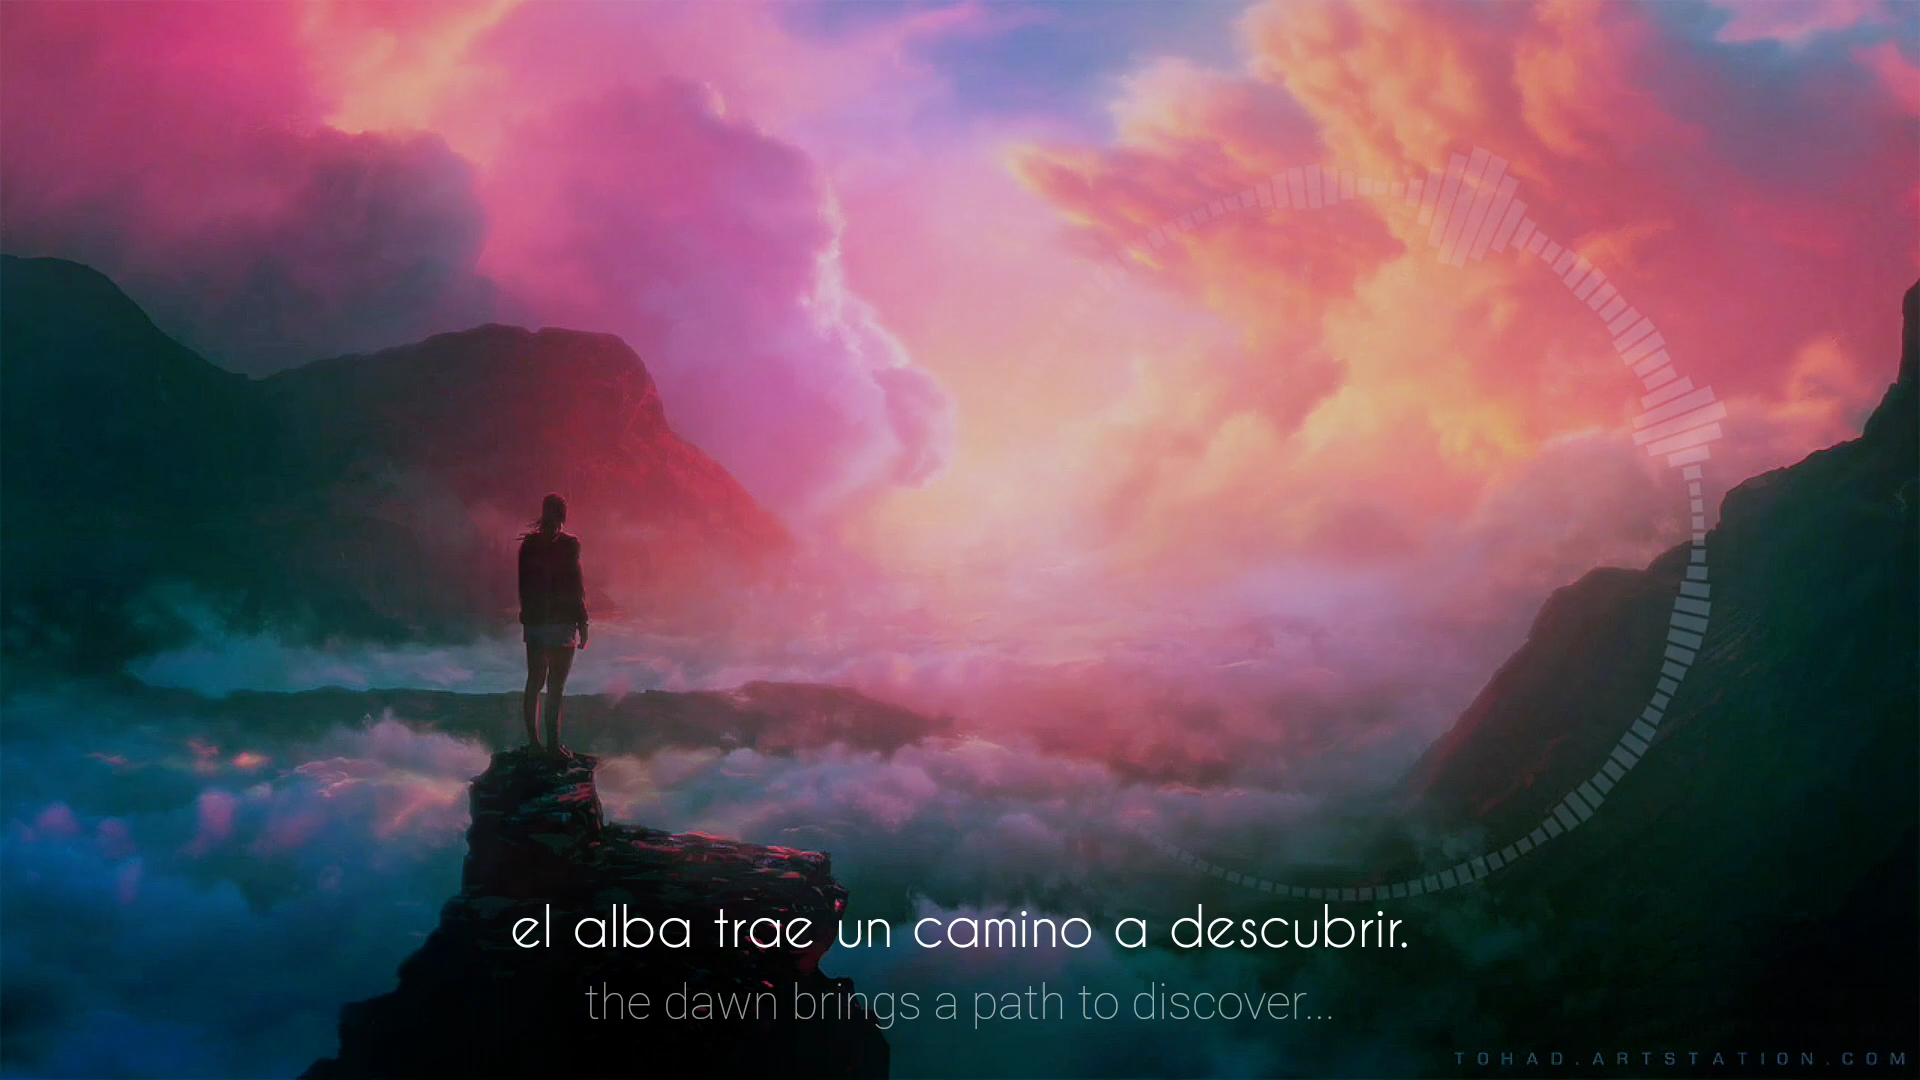 el alba trae un camino a descubrir.
the dawn brings a path to discover...
TOHAD.ARTSTATION.COM